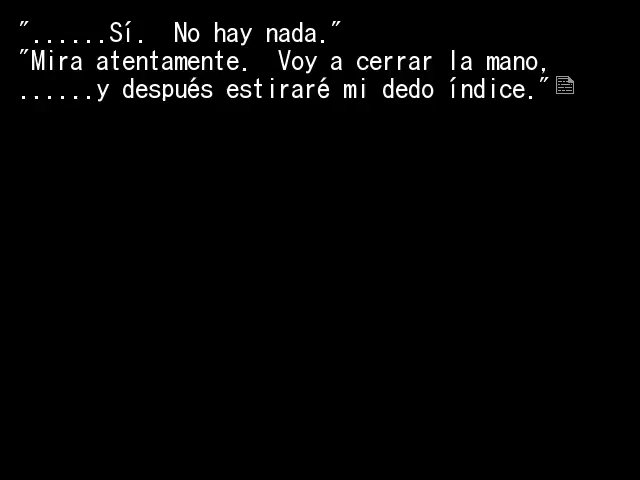 "......Sí.  No hay nada."
"Mira atentamente.  Voy a cerrar la mano,
......y después estiraré mi dedo índice."